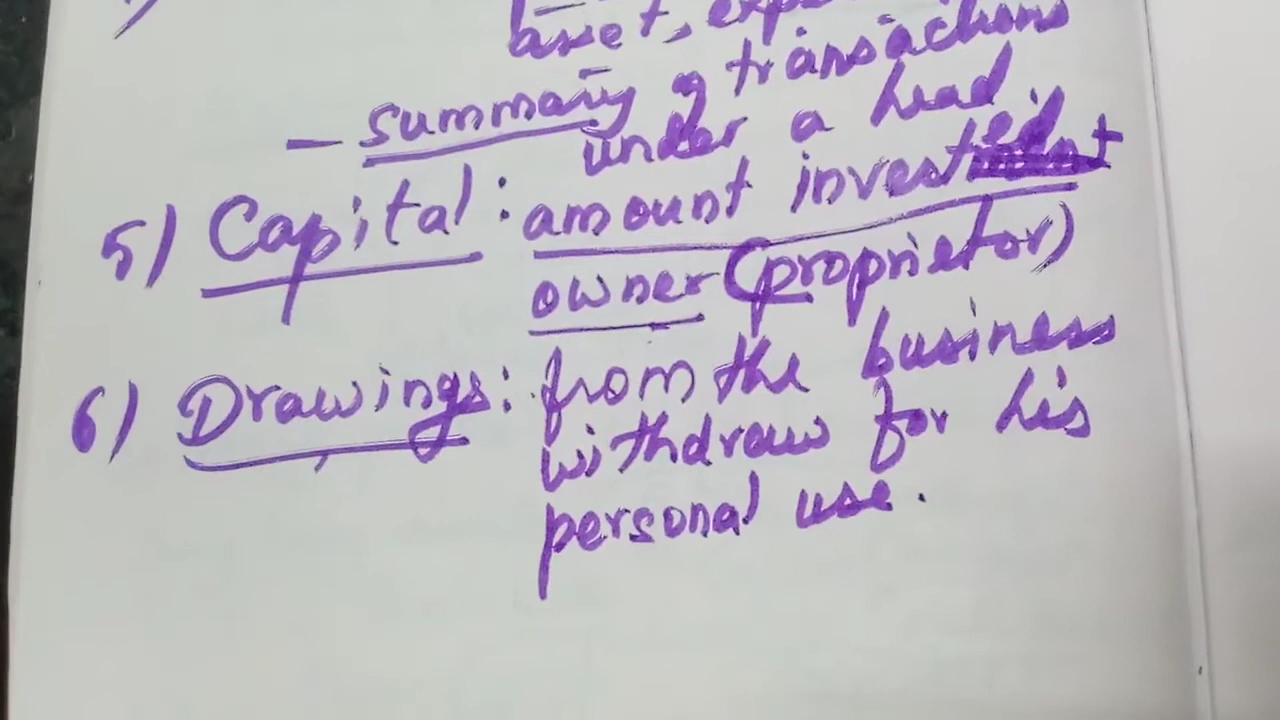 asset, exp
— summary of transactions
under a head
5) Capital : amount invested
owner (proprietor)
6) Drawings : from the business
withdraw for his
personal use.